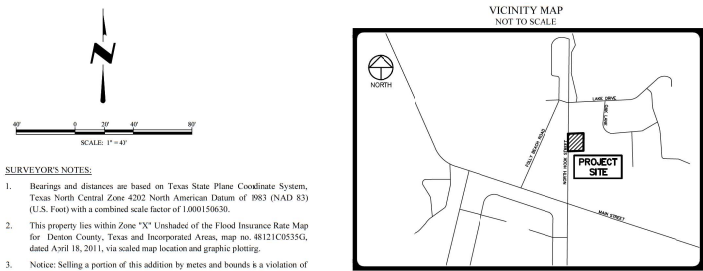 N
40' 0 20' 40' 80'
SCALE: 1" = 40'
SURVEYOR'S NOTES:
1. Bearings and distances are based on Texas State Plane Coordinate System,
Texas North Central Zone 4202 North American Datum of 1983 (NAD 83)
(U.S. Foot) with a combined scale factor of 1.000150630.
2. This property lies within Zone "X" Unshaded of the Flood Insurance Rate Map
for Denton County, Texas and Incorporated Areas, map no. 48121C0535G,
dated April 18, 2011, via scaled map location and graphic plotting.
3. Notice: Selling a portion of this addition by metes and bounds is a violation of
VICINITY MAP
NOT TO SCALE
NORTH
LAKE DRIVE
OAK LANE
POLLY BEACH ROAD
PROJECT
SITE
MAIN STREET